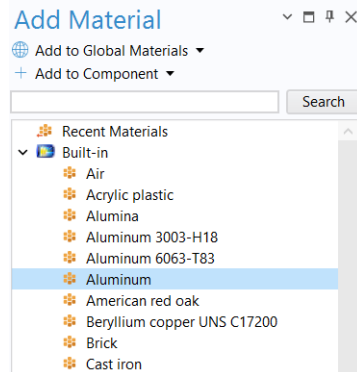 Add Material
Add to Global Materials
Add to Component
Search
Recent Materials
Built-in
Air
Acrylic plastic
Alumina
Aluminum 3003-H18
Aluminum 6063-T83
Aluminum
American red oak
Beryllium copper UNS C17200
Brick
Cast iron